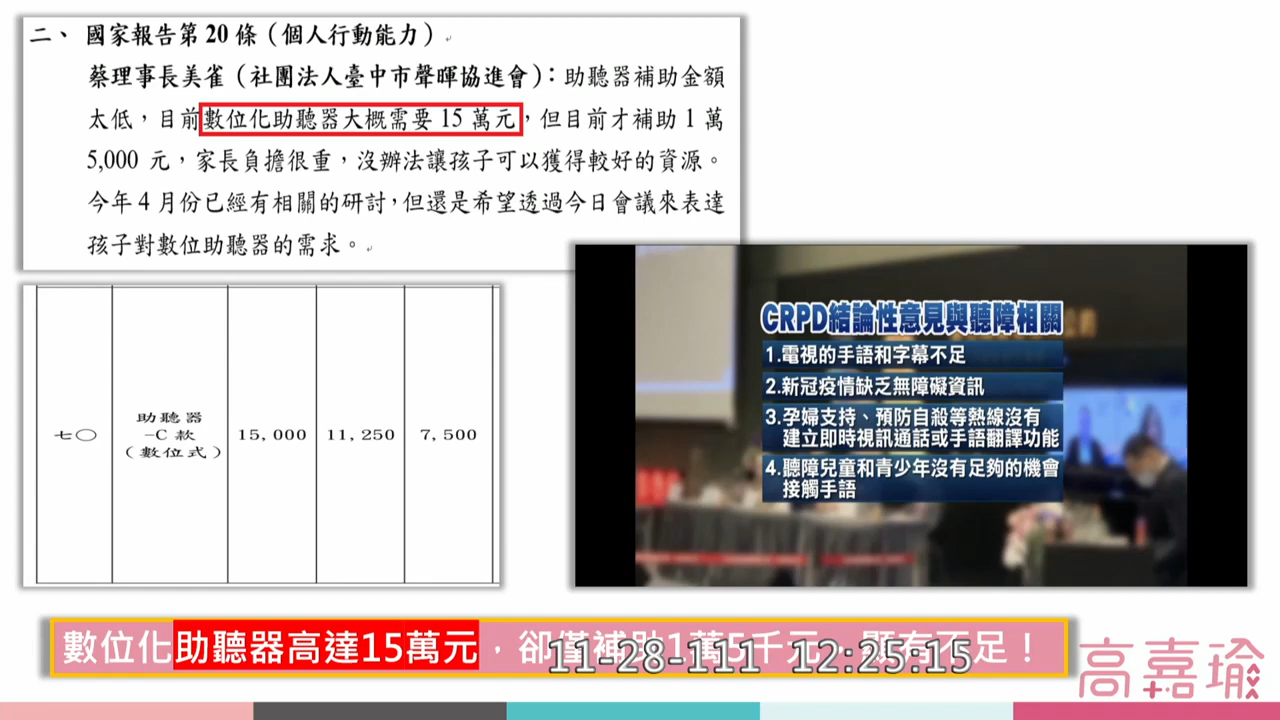 二、 國家報告第 20 條（個人行動能力）
蔡理事長美雀（社團法人臺中市聲暉協進會）：助聽器補助金額
太低，目前數位化助聽器大概需要 15 萬元，但目前才補助 1 萬
5,000 元，家長負擔很重，沒辦法讓孩子可以獲得較好的資源。
今年 4 月份已經有相關的研討，但還是希望透過今日會議來表達
孩子對數位助聽器的需求。
七〇
助聽器
-C 款
（數位式）
15,000
11,250
7,500
CRPD結論性意見與聽障相關
1.電視的手語和字幕不足
2.新冠疫情缺乏無障礙資訊
3.孕婦支持、預防自殺等熱線沒有
建立即時視訊通話或手語翻譯功能
4.聽障兒童和青少年沒有足夠的機會
接觸手語
數位化助聽器高達15萬元，卻僅補助1萬5千元，顯有不足！
11-28-111 12:25:15
高嘉瑜